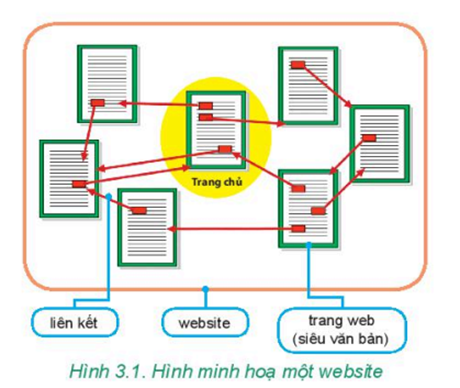 Trang chủ
liên kết
website
trang web
(siêu văn bản)
Hình 3.1. Hình minh hoạ một website